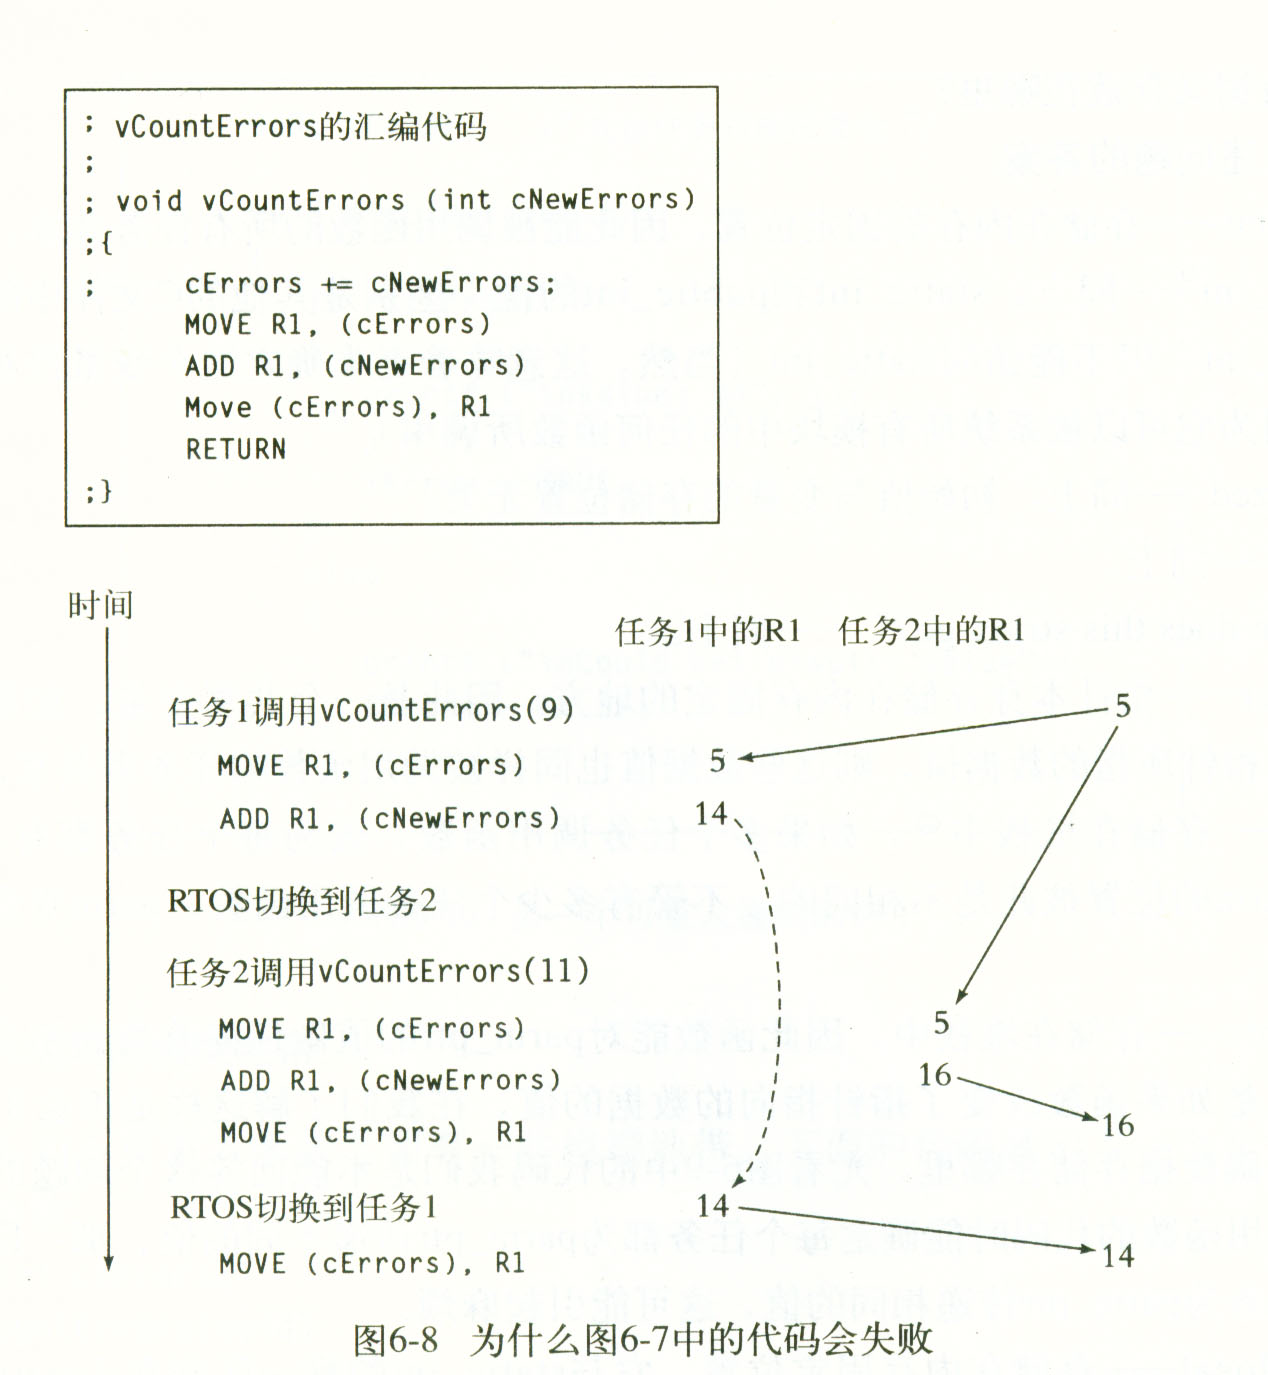 ; vCountErrors的汇编代码
;
; void vCountErrors (int cNewErrors)
;{
; cErrors += cNewErrors;
MOVE R1, (cErrors)
ADD R1, (cNewErrors)
Move (cErrors), R1
RETURN
;}
时间
任务1中的R1 任务2中的R1
任务1调用vCountErrors(9) 5
MOVE R1, (cErrors) 5
ADD R1, (cNewErrors) 14
RTOS切换到任务2
任务2调用vCountErrors(11)
MOVE R1, (cErrors) 5
ADD R1, (cNewErrors) 16
MOVE (cErrors), R1 16
RTOS切换到任务1 14
MOVE (cErrors), R1 14
图6-8 为什么图6-7中的代码会失败